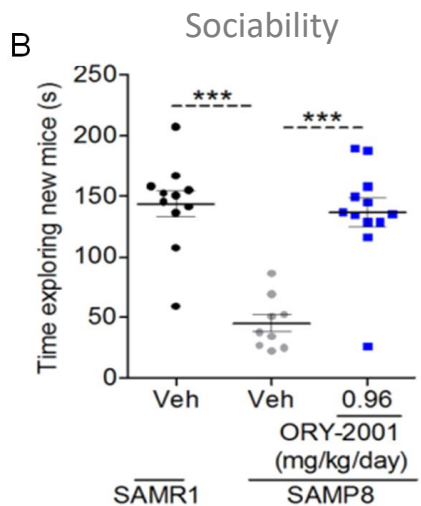 Sociability
B
Time exploring new mice (s)
250
200
150
100
50
0
***
***
Veh Veh 0.96
ORY-2001
(mg/kg/day)
SAMR1 SAMP8